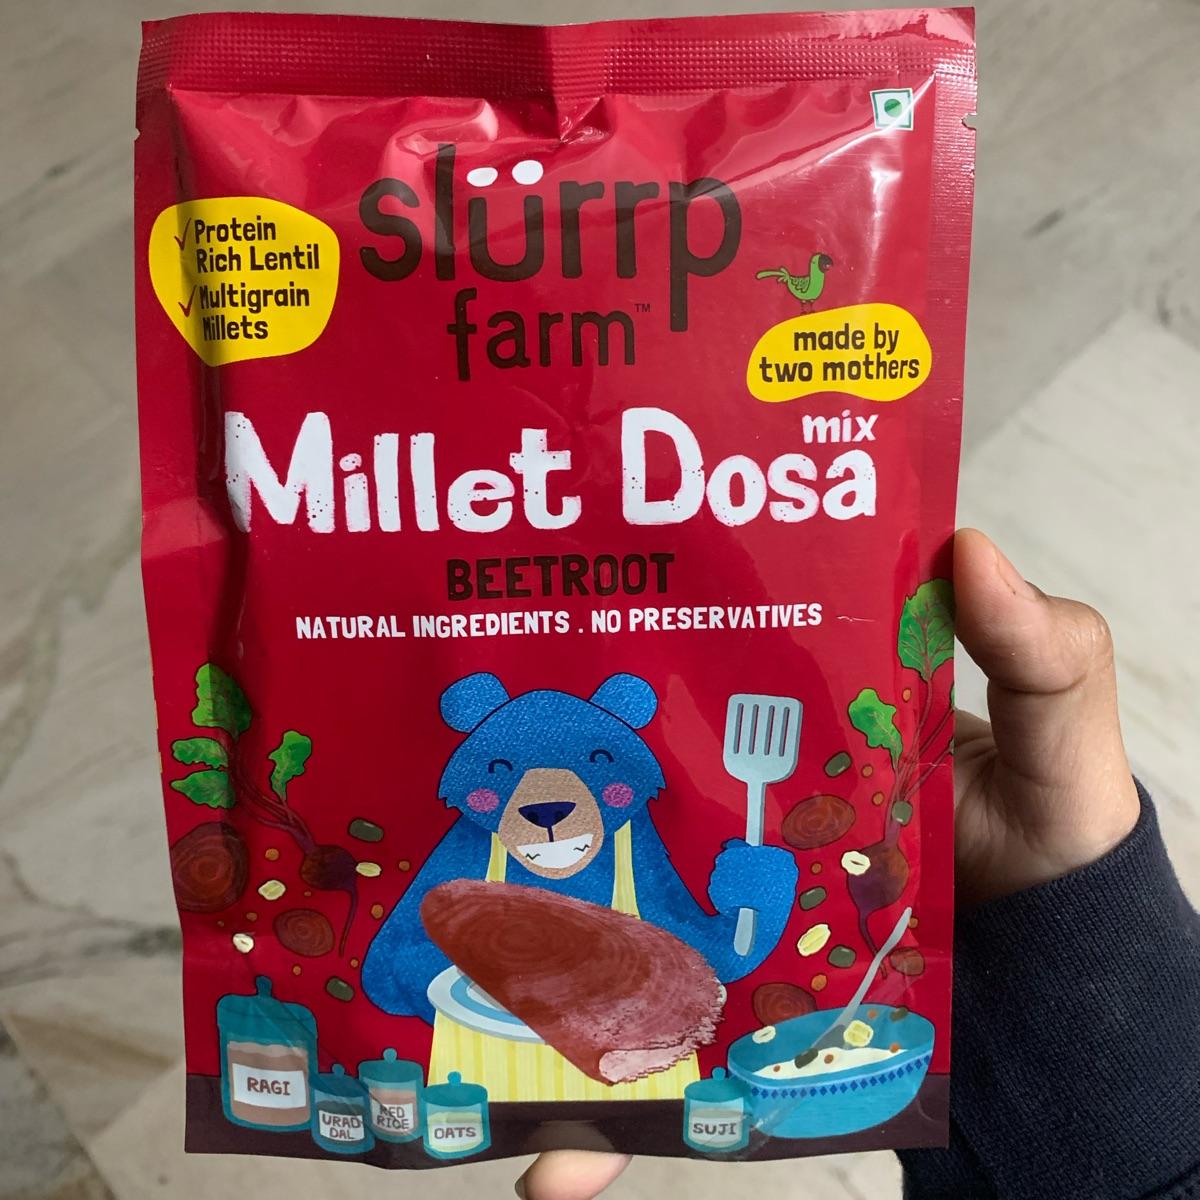 slürrp
farm™
✓Protein
Rich Lentil
✓Multigrain
Millets
made by
two mothers
Millet Dosa
mix
BEETROOT
NATURAL INGREDIENTS . NO PRESERVATIVES
RAGI
URAD
DAL
RED
RICE
OATS
SUJI